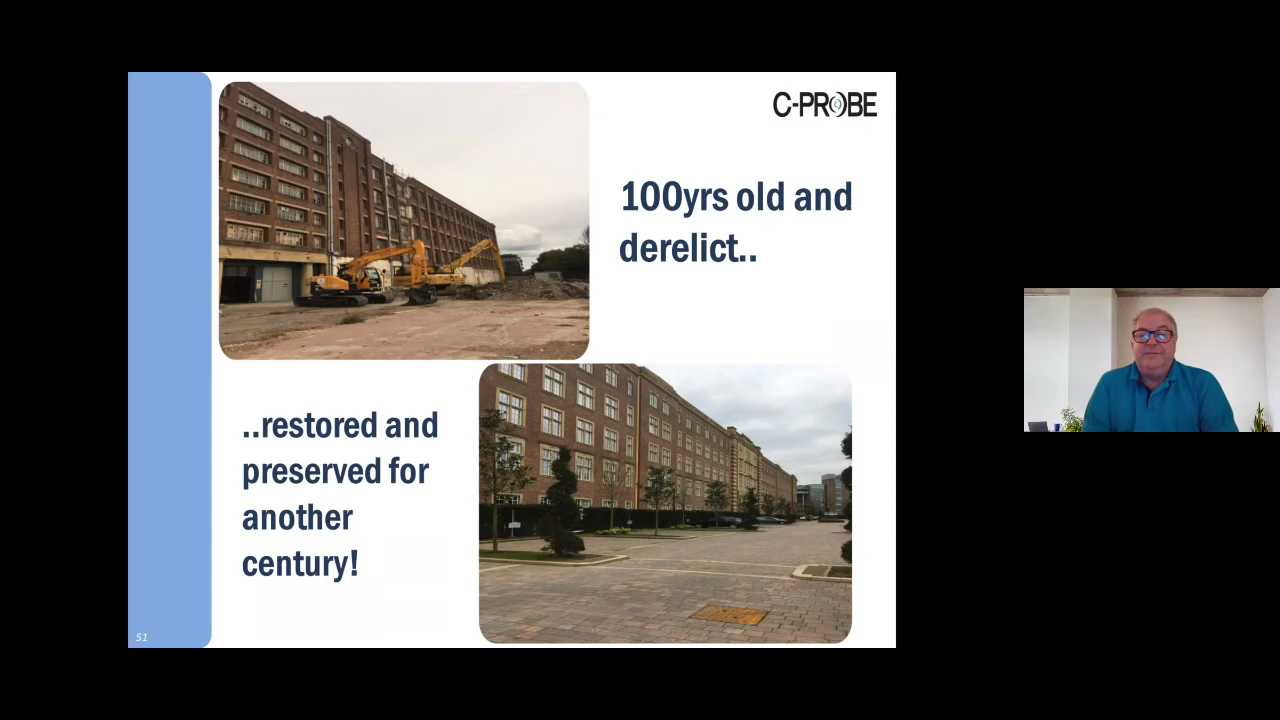 C-PROBE
100yrs old and
derelict..
..restored and
preserved for
another
century!
51